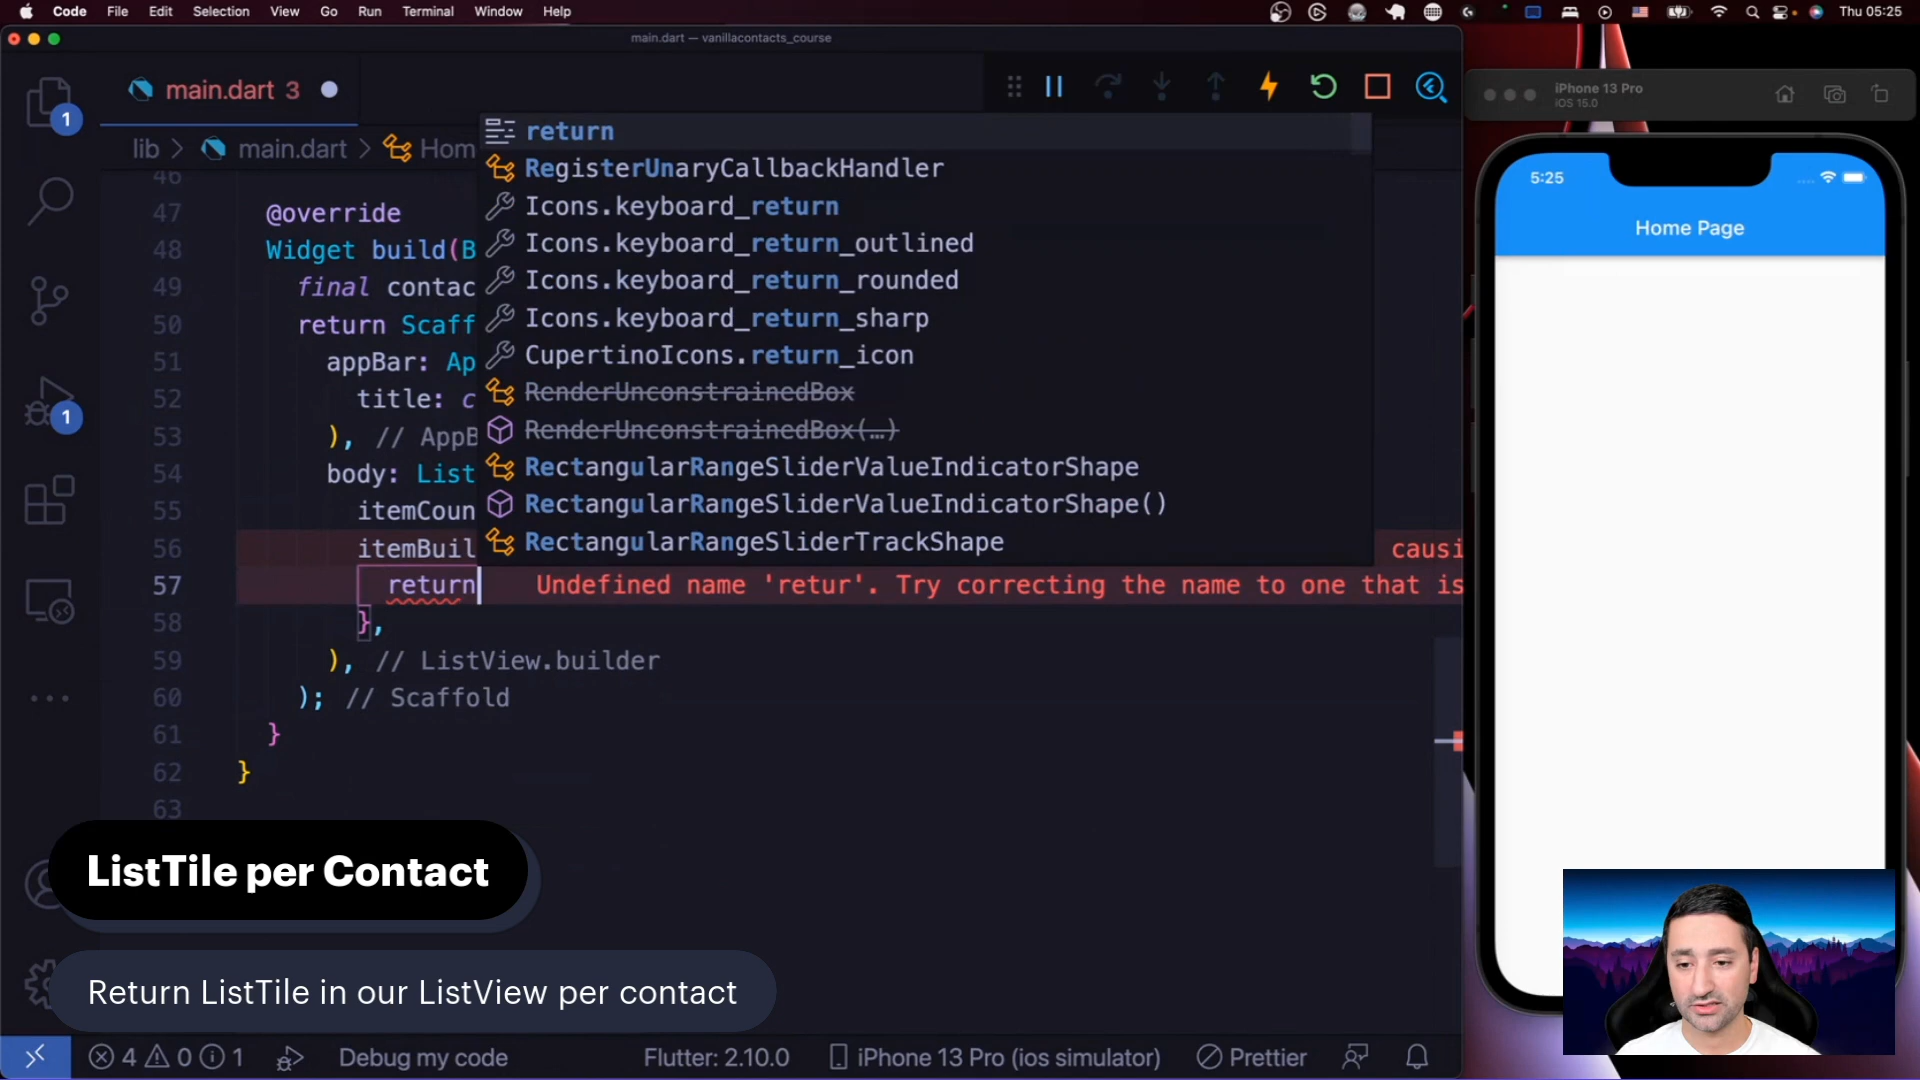 Code File Edit Selection View Go Run Terminal Window Help Thu 05:25
main.dart — vanillacontacts_course
main.dart 3
1
lib > main.dart > Hom
return
RegisterUnaryCallbackHandler
Icons.keyboard_return
Icons.keyboard_return_outlined
Icons.keyboard_return_rounded
Icons.keyboard_return_sharp
CupertinoIcons.return_icon
RenderUnconstrainedBox
RenderUnconstrainedBox(…)
RectangularRangeSliderValueIndicatorShape
RectangularRangeSliderValueIndicatorShape()
RectangularRangeSliderTrackShape
46
47 @override
48 Widget build(B
49 final contac
50 return Scaff
51 appBar: Ap
52 title: c
53 ), // AppB
54 body: List
55 itemCoun
56 itemBuil causi
57 return Undefined name 'retur'. Try correcting the name to one that is
58 },
59 ), // ListView.builder
60 ); // Scaffold
61 }
62 }
63
1
ListTile per Contact
Return ListTile in our ListView per contact
4 0 1 Debug my code Flutter: 2.10.0 iPhone 13 Pro (ios simulator) Prettier
iPhone 13 Pro
iOS 15.0
5:25
Home Page